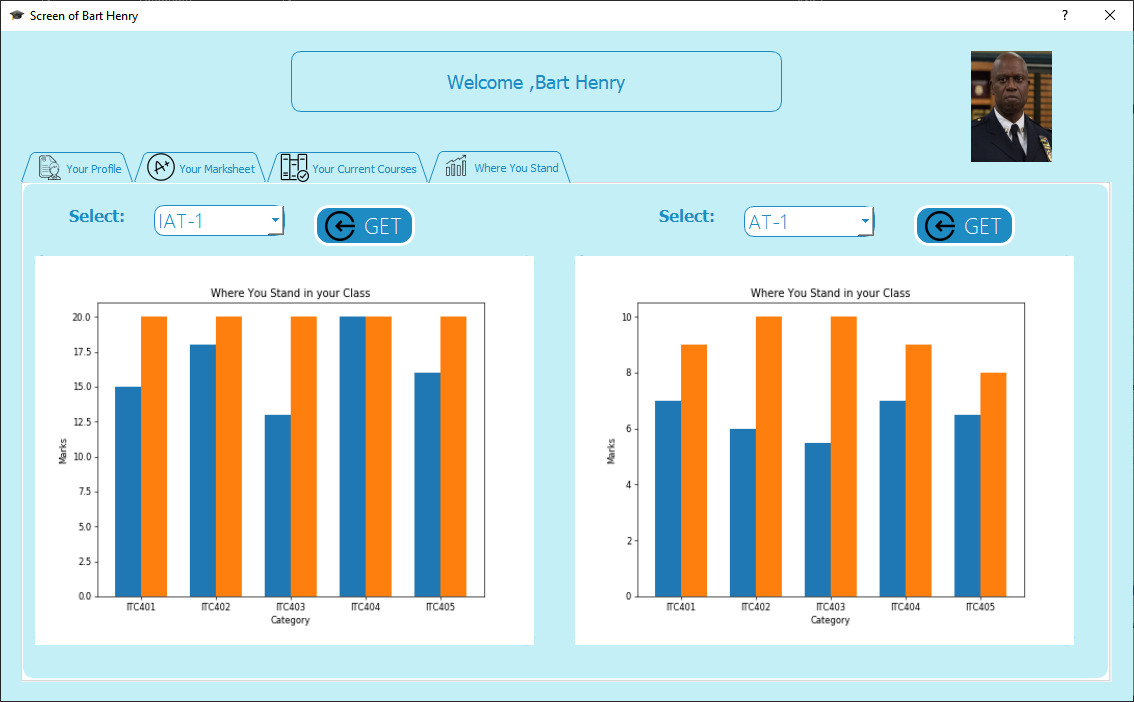 Screen of Bart Henry
?
Welcome ,Bart Henry
Your Profile
A+
Your Marksheet
Your Current Courses
Where You Stand
Select:
IAT-1
GET
Select:
AT-1
GET
Where You Stand in your Class
20.0
17.5
15.0
12.5
10.0
7.5
5.0
2.5
0.0
Marks
ITC401 ITC402 ITC403 ITC404 ITC405
Category
Where You Stand in your Class
10
8
6
4
2
0
Marks
ITC401 ITC402 ITC403 ITC404 ITC405
Category